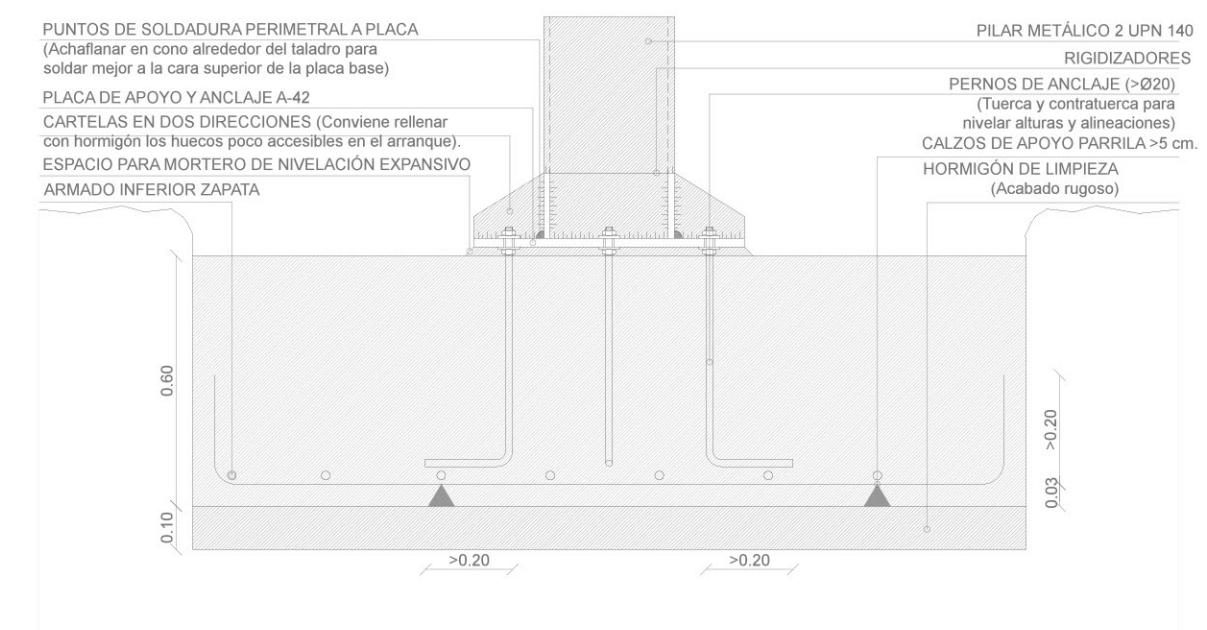 PUNTOS DE SOLDADURA PERIMETRAL A PLACA
(Achaflanar en cono alrededor del taladro para
soldar mejor a la cara superior de la placa base)
PLACA DE APOYO Y ANCLAJE A-42
CARTELAS EN DOS DIRECCIONES (Conviene rellenar
con hormigón los huecos poco accesibles en el arranque).
ESPACIO PARA MORTERO DE NIVELACIÓN EXPANSIVO
ARMADO INFERIOR ZAPATA
PILAR METÁLICO 2 UPN 140
RIGIDIZADORES
PERNOS DE ANCLAJE (>Ø20)
(Tuerca y contratuerca para
nivelar alturas y alineaciones)
CALZOS DE APOYO PARRILA >5 cm.
HORMIGÓN DE LIMPIEZA
(Acabado rugoso)
0.60
0.10
>0.20
0.03
>0.20
>0.20